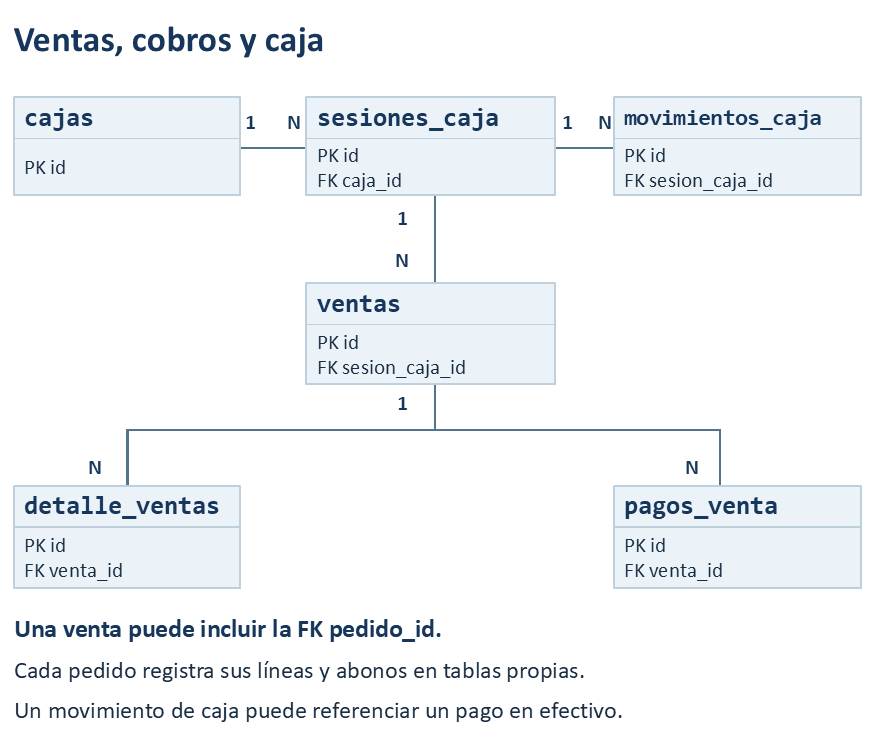 Ventas, cobros y caja
cajas
PK id
1 N
sesiones_caja
PK id
FK caja_id
1 N
movimientos_caja
PK id
FK sesion_caja_id
1
N
ventas
PK id
FK sesion_caja_id
1
N
detalle_ventas
PK id
FK venta_id
N
pagos_venta
PK id
FK venta_id
Una venta puede incluir la FK pedido_id.
Cada pedido registra sus líneas y abonos en tablas propias.
Un movimiento de caja puede referenciar un pago en efectivo.